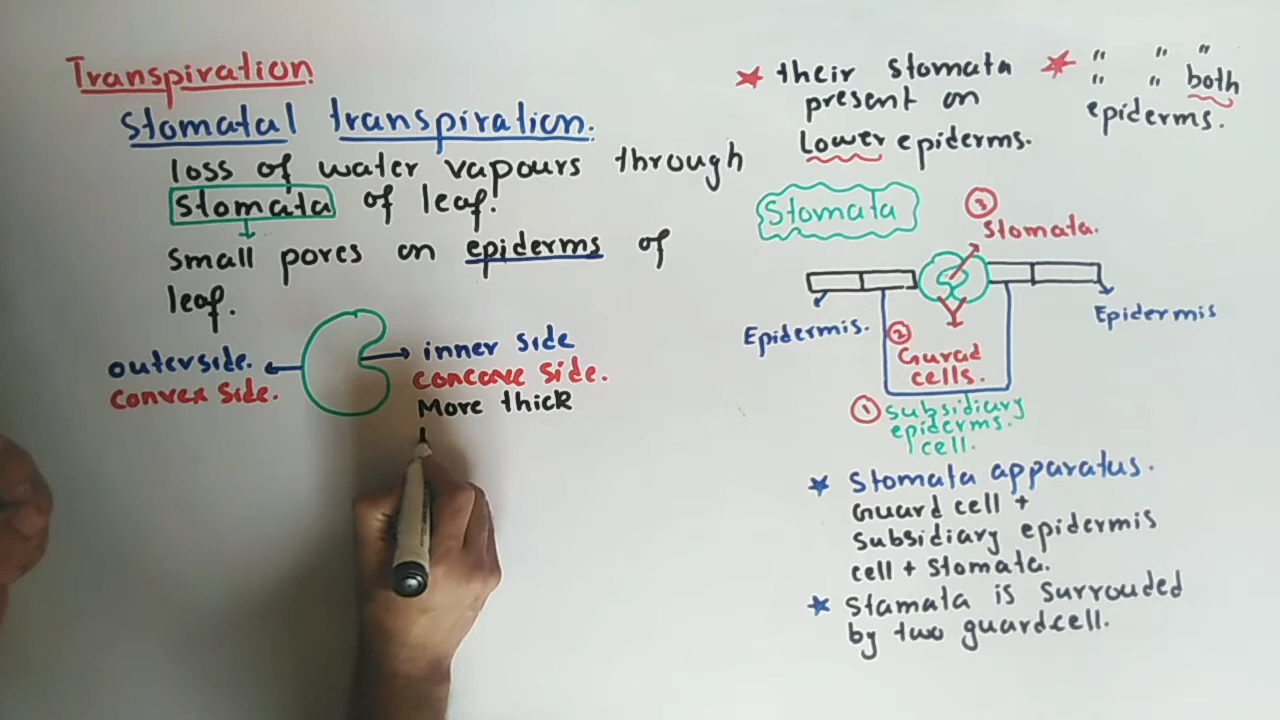 Transpiration
Stomatal transpiration.
loss of water vapours through
Stomata of leaf.
Small pores on epiderms of
leaf.
outerside.
convex side.
inner side
concave side.
More thick
★ their stomata
present on
Lower epiderms.
★ " " "
" " both
epiderms.
Stomata
3
Stomata.
Epidermis.
Epidermis
2
Gurad
cells.
1 subsidiary
epiderms.
cell.
★ Stomata apparatus.
Guard cell +
subsidiary epidermis
cell + stomata.
★ Stamata is surrouded
by two guardcell.